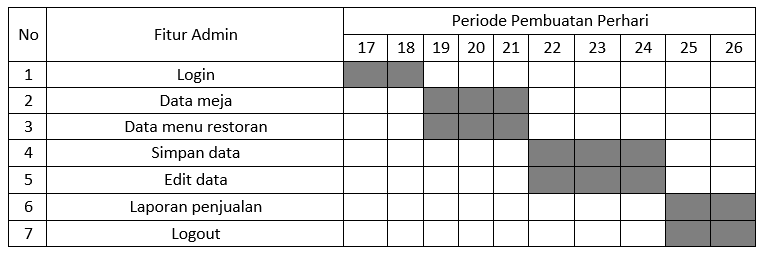 No Fitur Admin Periode Pembuatan Perhari
17 18 19 20 21 22 23 24 25 26
1 Login
2 Data meja
3 Data menu restoran
4 Simpan data
5 Edit data
6 Laporan penjualan
7 Logout